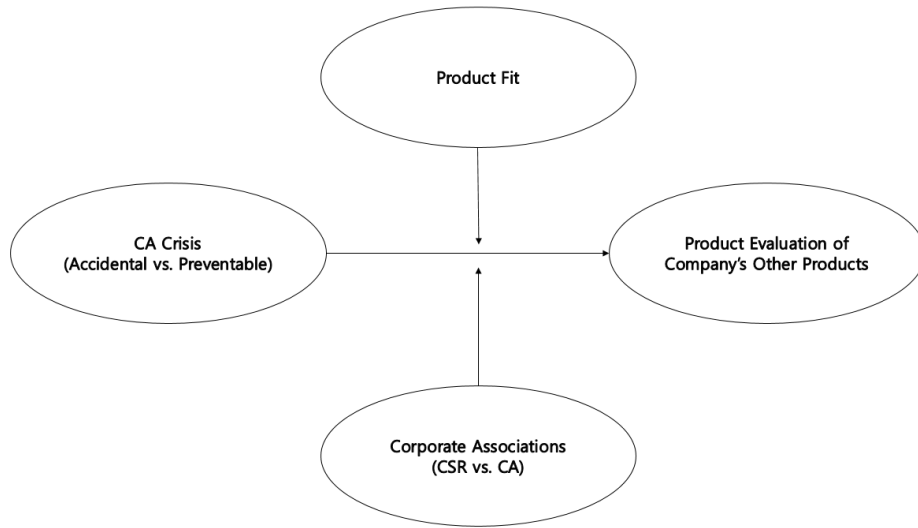 Product Fit
CA Crisis
(Accidental vs. Preventable)
Product Evaluation of
Company's Other Products
Corporate Associations
(CSR vs. CA)